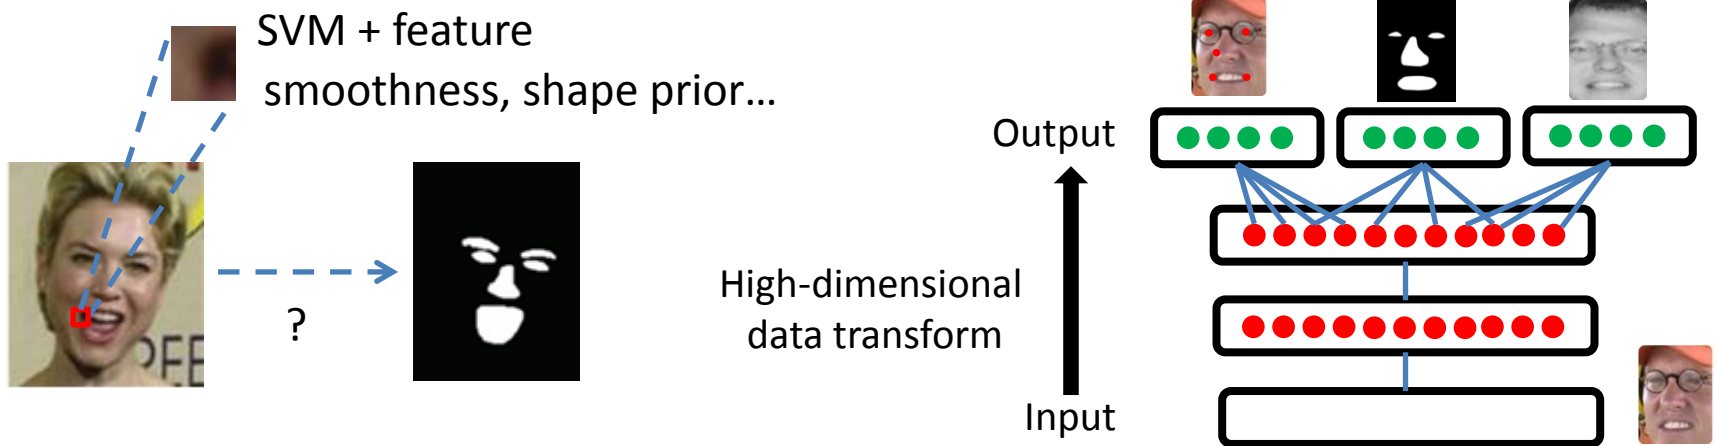 SVM + feature
smoothness, shape prior...
?
Output
High-dimensional
data transform
Input